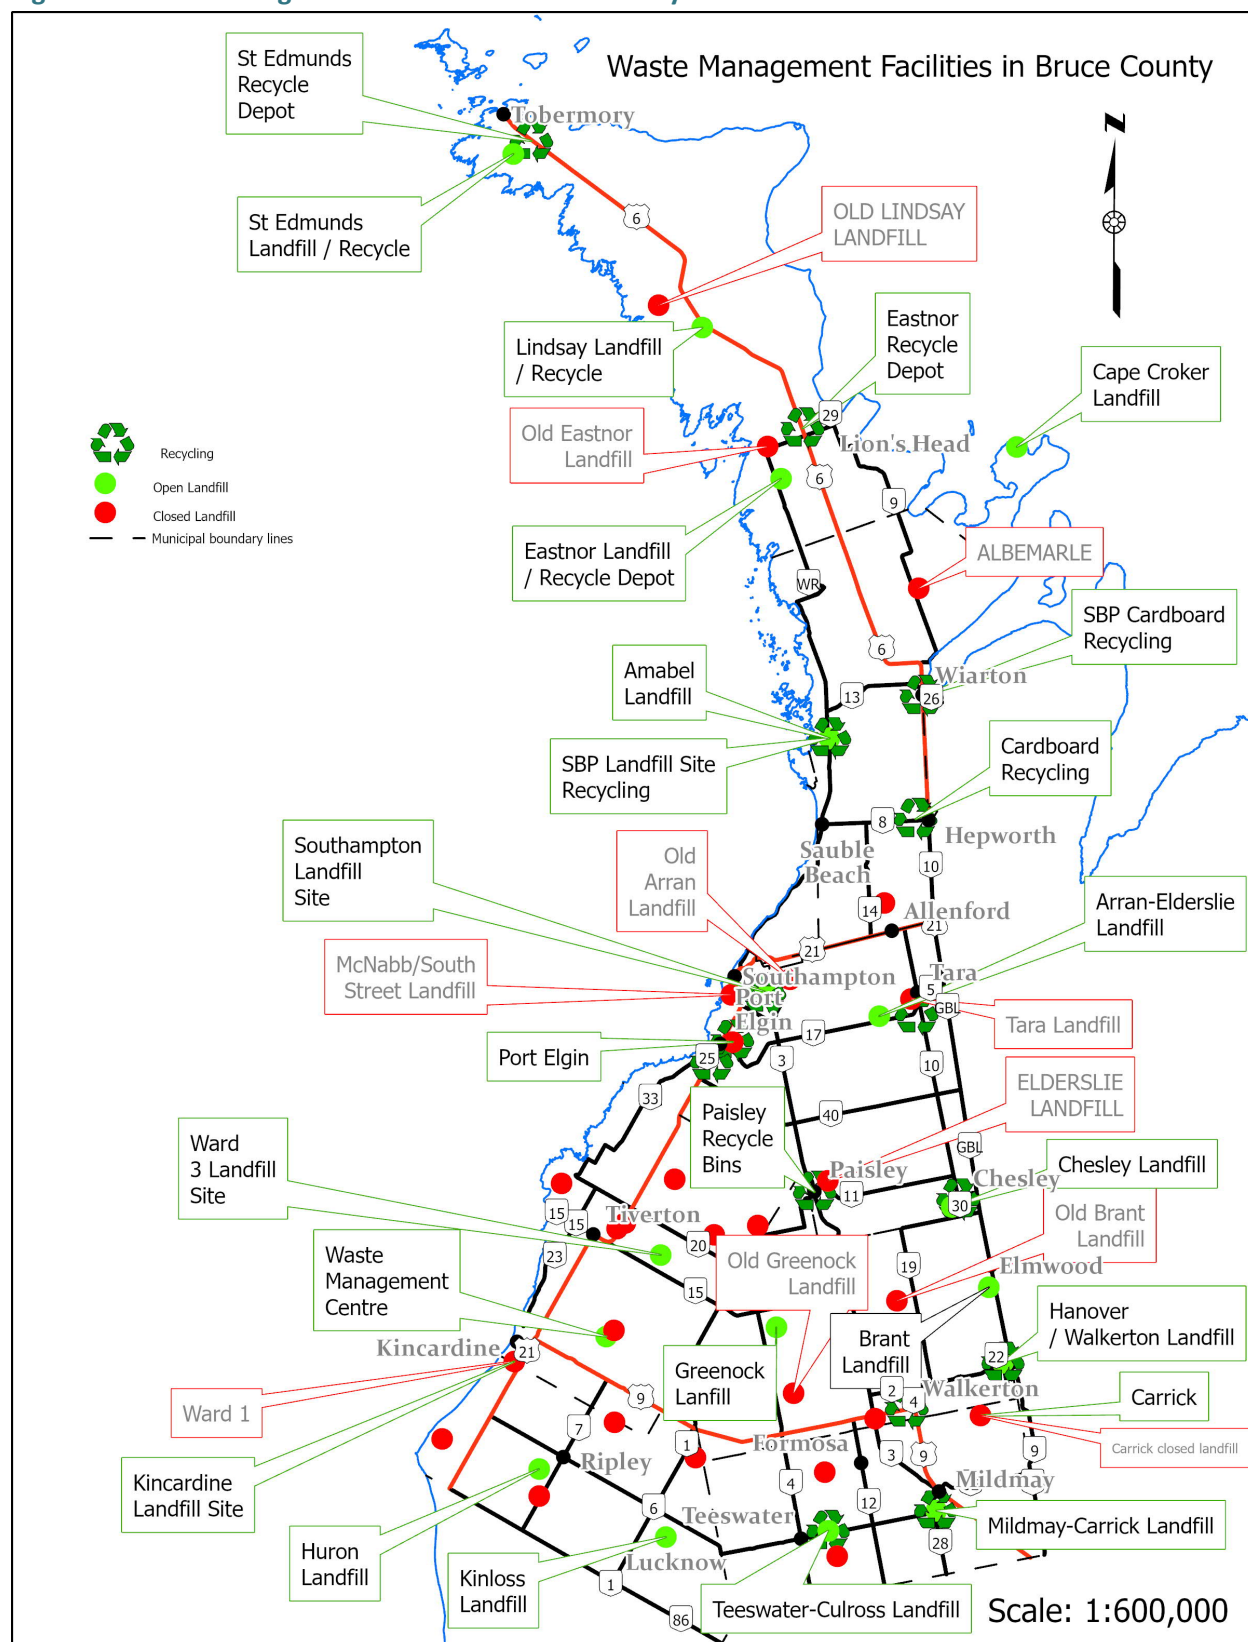 Waste Management Facilities in Bruce County
St Edmunds
Recycle
Depot
Tobermory
N
St Edmunds
Landfill / Recycle
6
OLD LINDSAY
LANDFILL
Lindsay Landfill
/ Recycle
Eastnor
Recycle
Depot
Cape Croker
Landfill
Recycling
Open Landfill
Closed Landfill
Municipal boundary lines
Old Eastnor
Landfill
29
Lion's Head
6
9
Eastnor Landfill
/ Recycle Depot
ALBEMARLE
WR
SBP Cardboard
Recycling
6
Amabel
Landfill
Wiarton
13
26
SBP Landfill Site
Recycling
Cardboard
Recycling
8
Hepworth
Southampton
Landfill
Site
Old
Arran
Landfill
Sauble
Beach
10
14
Allenford
21
21
Arran-Elderslie
Landfill
McNabb/South
Street Landfill
Southampton
Tara
5
GBL
Port
Elgin
Tara Landfill
Port Elgin
25
17
3
10
33
ELDERSLIE
LANDFILL
Paisley
Recycle
Bins
40
Ward
3 Landfill
Site
GBL
Chesley Landfill
Paisley
11
Chesley
30
15
15
Tiverton
Old Brant
Landfill
23
20
Old Greenock
Landfill
19
Elmwood
Waste
Management
Centre
15
Hanover
/ Walkerton Landfill
Kincardine
21
Brant
Landfill
22
Greenock
Lanfill
Ward 1
9
2
4
Walkerton
Carrick
7
1
Formosa
Carrick closed landfill
3
9
9
Kincardine
Landfill Site
Ripley
4
12
Mildmay
6
Teeswater
28
Mildmay-Carrick Landfill
Huron
Landfill
Kinloss
Landfill
Lucknow
1
86
Teeswater-Culross Landfill
Scale: 1:600,000